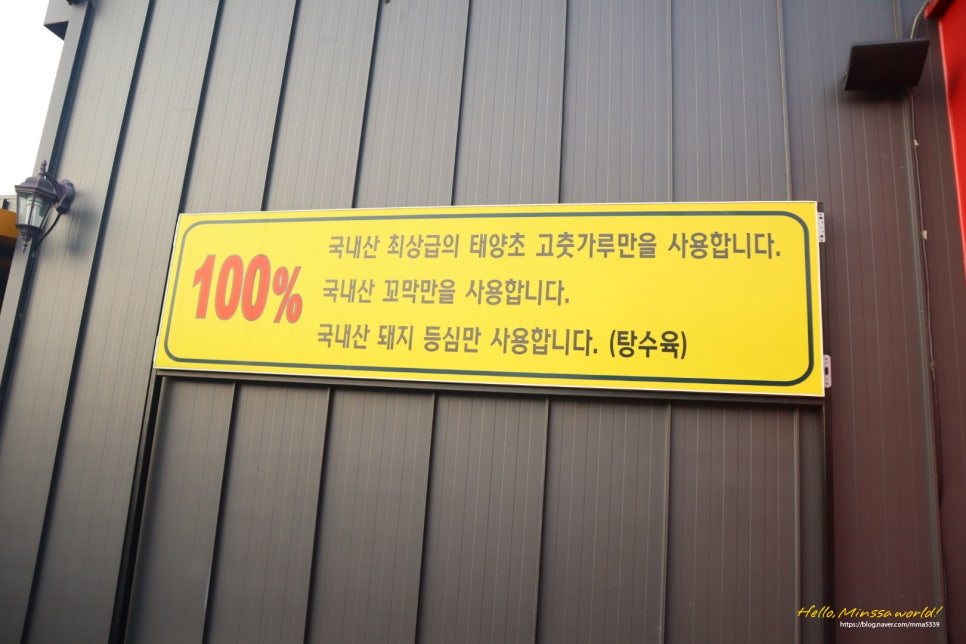 100%
국내산 최상급의 태양초 고춧가루만을 사용합니다.
국내산 꼬막만을 사용합니다.
국내산 돼지 등심만 사용합니다. (탕수육)
Hello, Minssaworld!
https://blog.naver.com/mma5339